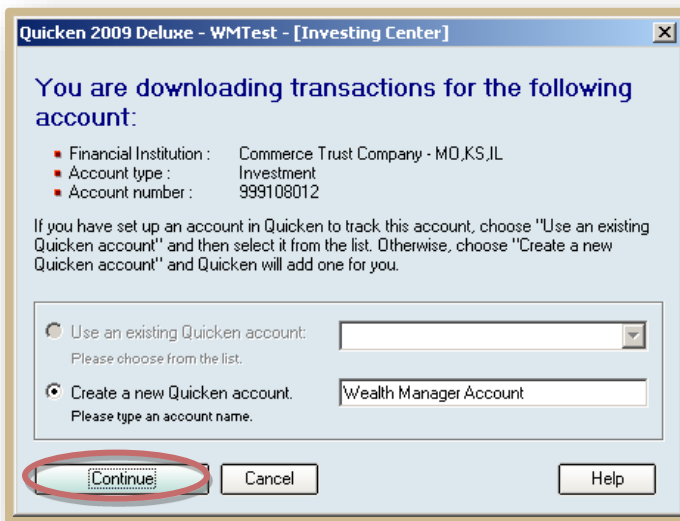 Quicken 2009 Deluxe - WMTest - [Investing Center]
You are downloading transactions for the following
account:
Financial Institution : Commerce Trust Company - MO,KS,IL
Account type : Investment
Account number : 999108012
If you have set up an account in Quicken to track this account, choose "Use an existing
Quicken account" and then select it from the list. Otherwise, choose "Create a new
Quicken account" and Quicken will add one for you.
Use an existing Quicken account:
Please choose from the list.
Create a new Quicken account. Wealth Manager Account
Please type an account name.
Continue Cancel Help